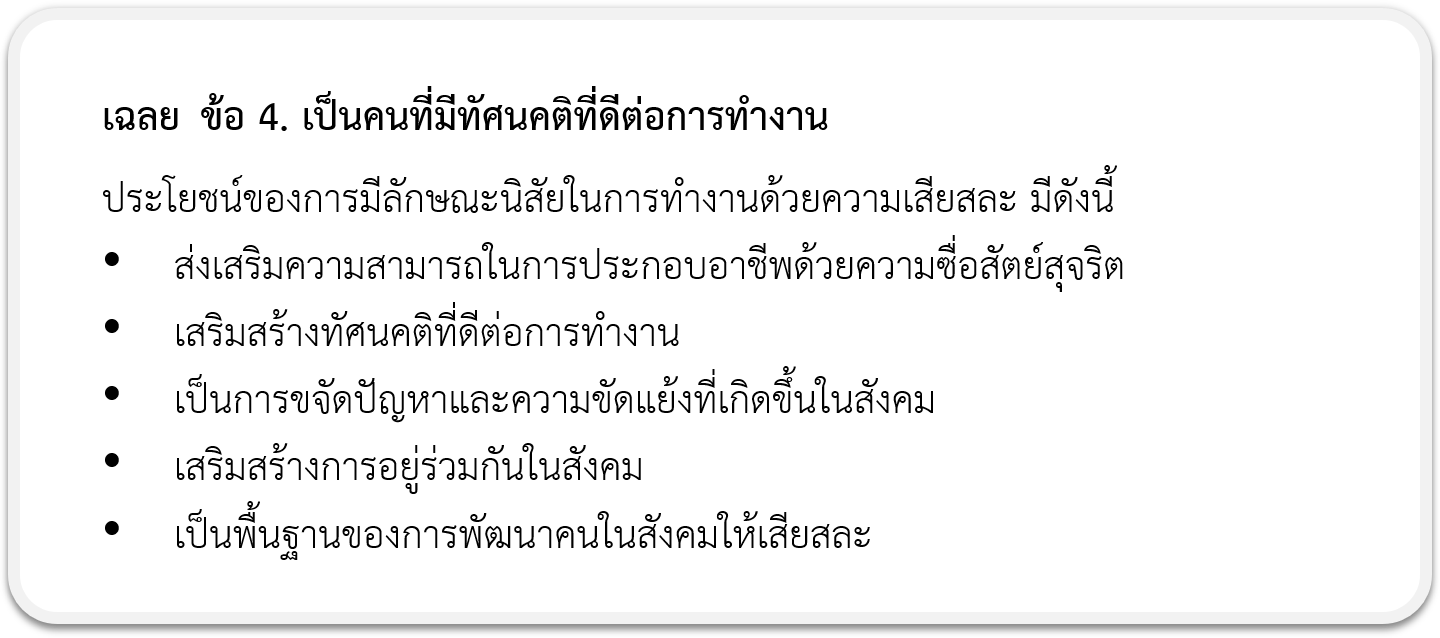 เฉลย ข้อ 4. เป็นคนที่มีทัศนคติที่ดีต่อการทำงาน
ประโยชน์ของการมีลักษณะนิสัยในการทำงานด้วยความเสียสละ มีดังนี้
• ส่งเสริมความสามารถในการประกอบอาชีพด้วยความซื่อสัตย์สุจริต
• เสริมสร้างทัศนคติที่ดีต่อการทำงาน
• เป็นการขจัดปัญหาและความขัดแย้งที่เกิดขึ้นในสังคม
• เสริมสร้างการอยู่ร่วมกันในสังคม
• เป็นพื้นฐานของการพัฒนาคนในสังคมให้เสียสละ